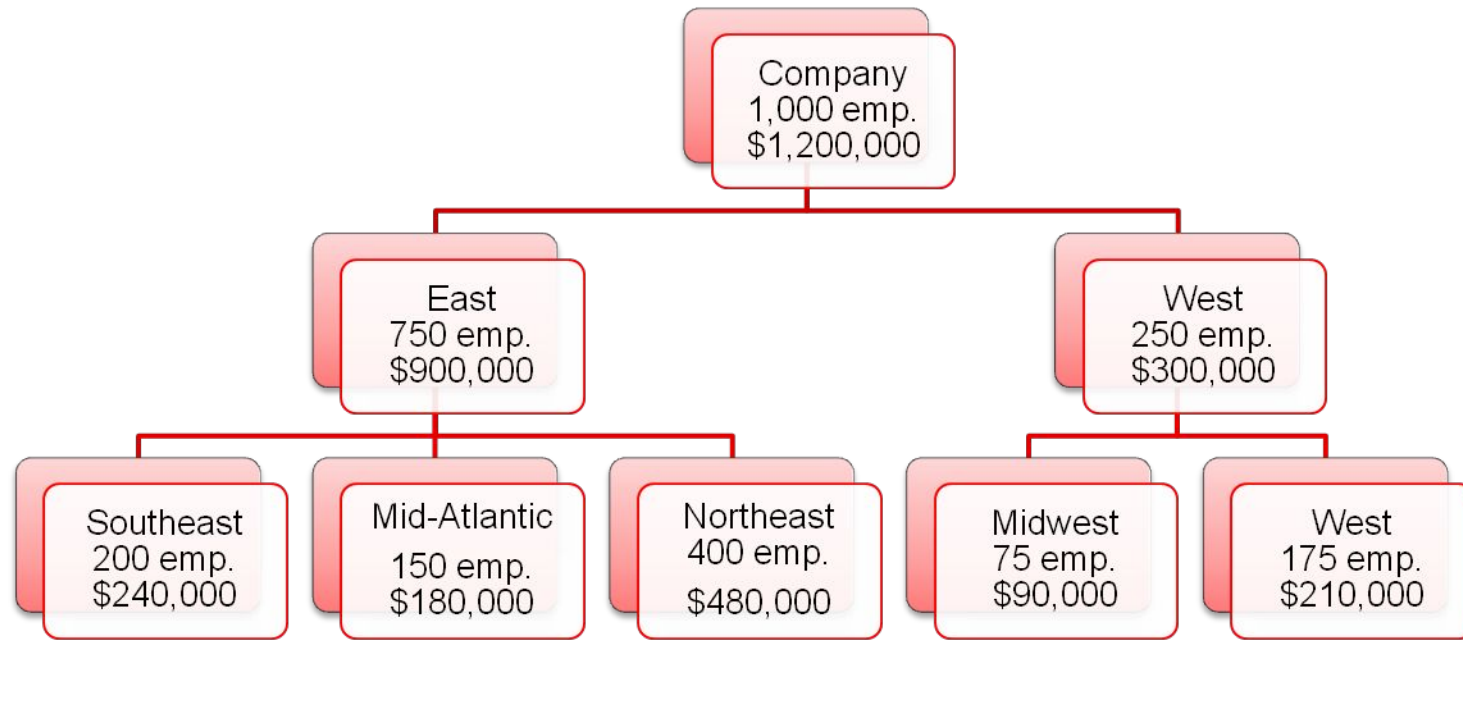 Company
1,000 emp.
$1,200,000
East
750 emp.
$900,000
West
250 emp.
$300,000
Southeast
200 emp.
$240,000
Mid-Atlantic
150 emp.
$180,000
Northeast
400 emp.
$480,000
Midwest
75 emp.
$90,000
West
175 emp.
$210,000